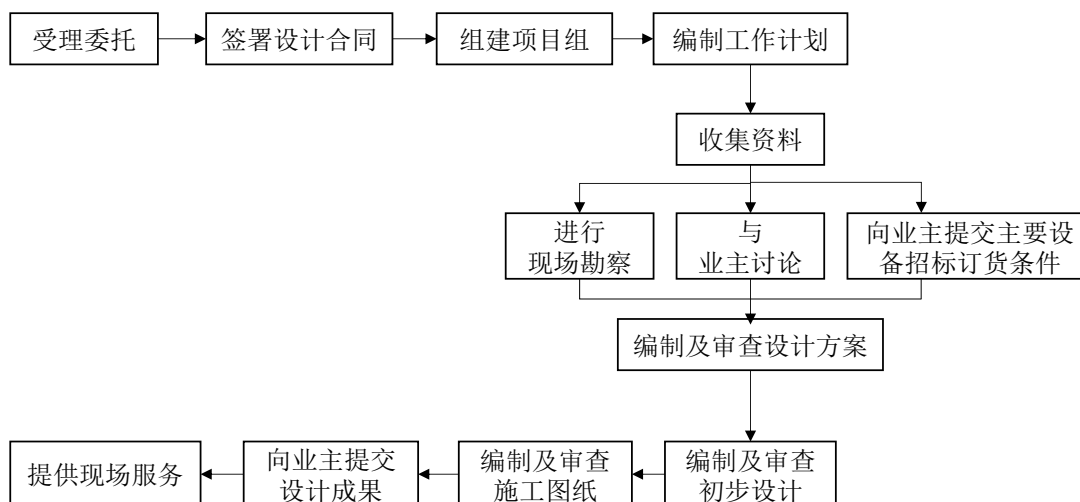 受理委托
签署设计合同
组建项目组
编制工作计划
收集资料
进行
现场勘察
与
业主讨论
向业主提交主要设
备招标订货条件
编制及审查设计方案
编制及审查
初步设计
编制及审查
施工图纸
向业主提交
设计成果
提供现场服务